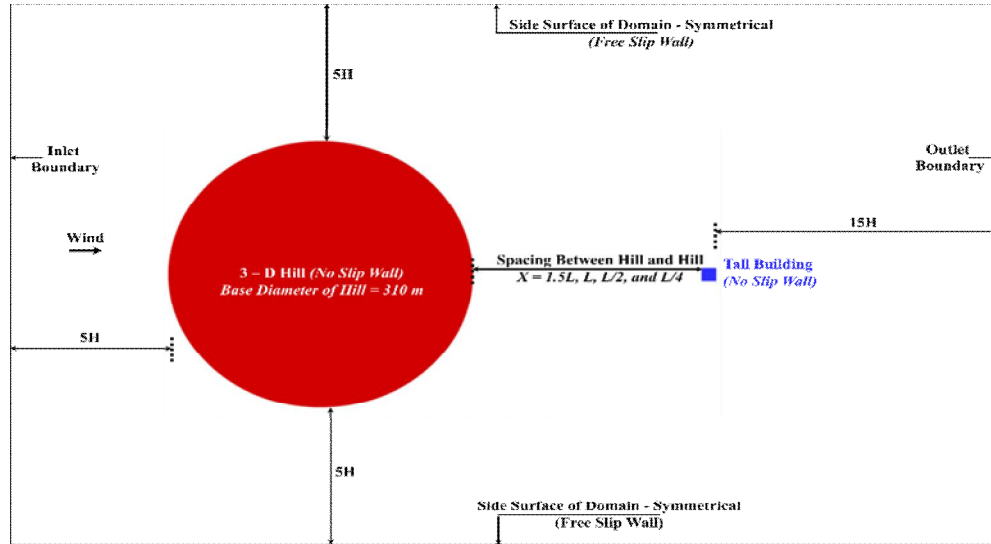 Side Surface of Domain - Symmetrical
(Free Slip Wall)
5H
Inlet
Boundary
Outlet
Boundary
Wind
15H
Spacing Between Hill and Hill
X = 1.5L, L, L/2, and L/4
Tall Building
(No Slip Wall)
3 – D Hill (No Slip Wall)
Base Diameter of Hill = 310 m
5H
5H
Side Surface of Domain - Symmetrical
(Free Slip Wall)